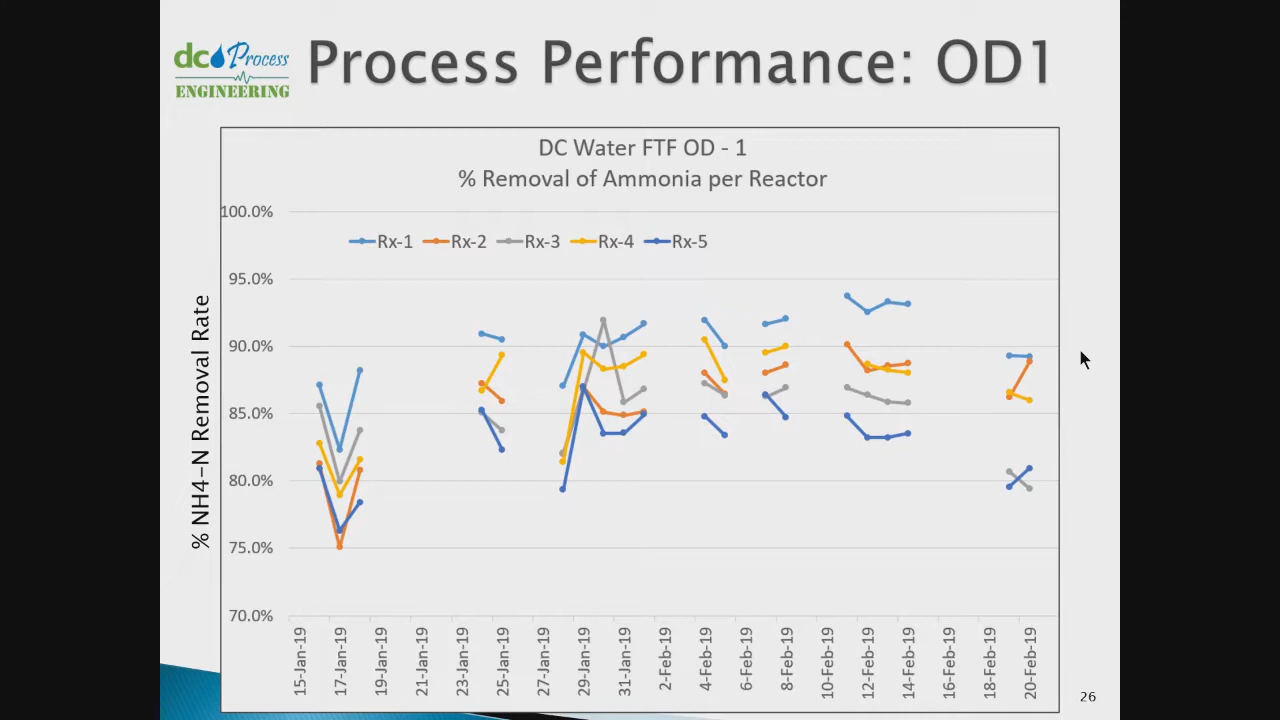 dc Process
ENGINEERING
Process Performance: OD1
DC Water FTF OD - 1
% Removal of Ammonia per Reactor
% NH4-N Removal Rate
100.0%
Rx-1 Rx-2 Rx-3 Rx-4 Rx-5
95.0%
90.0%
85.0%
80.0%
75.0%
70.0%
15-Jan-19
17-Jan-19
19-Jan-19
21-Jan-19
23-Jan-19
25-Jan-19
27-Jan-19
29-Jan-19
31-Jan-19
2-Feb-19
4-Feb-19
6-Feb-19
8-Feb-19
10-Feb-19
12-Feb-19
14-Feb-19
16-Feb-19
18-Feb-19
20-Feb-19
26